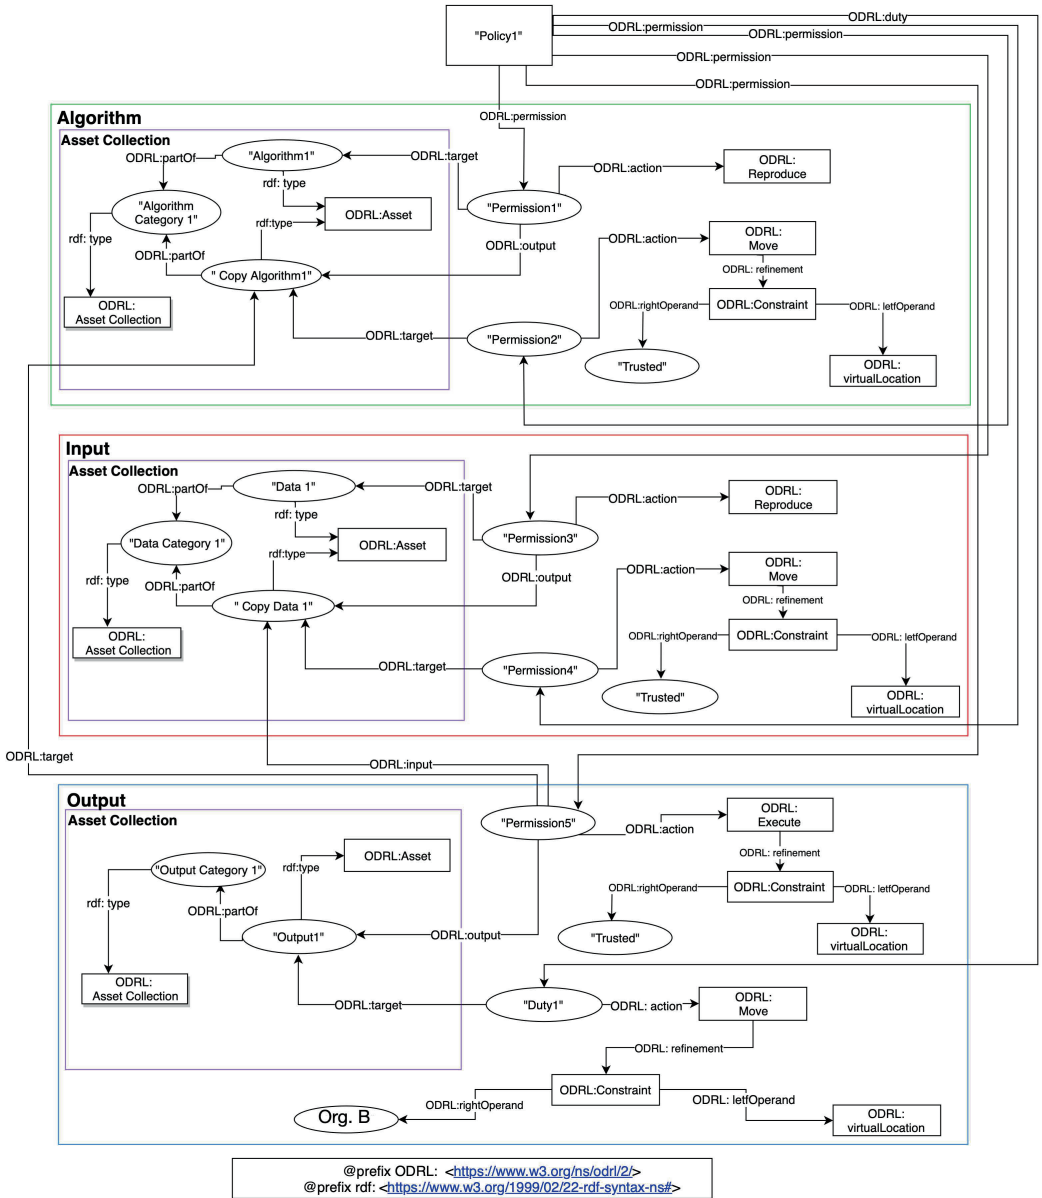 "Policy1"
ODRL:duty
ODRL:permission
ODRL:permission
ODRL:permission
ODRL:permission
ODRL:permission
Algorithm
Asset Collection
ODRL:partOf
"Algorithm1"
ODRL:target
rdf: type
"Algorithm
Category 1"
rdf:type
ODRL:Asset
"Permission1"
ODRL:action
ODRL:
Reproduce
rdf: type
ODRL:partOf
" Copy Algorithm1"
ODRL:output
ODRL:
Asset Collection
ODRL:action
ODRL:
Move
ODRL: refinement
ODRL:rightOperand
ODRL:Constraint
ODRL: letfOperand
ODRL:target
"Permission2"
"Trusted"
ODRL:
virtualLocation
Input
Asset Collection
ODRL:partOf
"Data 1"
ODRL:target
rdf: type
"Data Category 1"
rdf:type
ODRL:Asset
"Permission3"
ODRL:action
ODRL:
Reproduce
rdf: type
ODRL:partOf
" Copy Data 1"
ODRL:output
ODRL:
Asset Collection
ODRL:action
ODRL:
Move
ODRL: refinement
ODRL:rightOperand
ODRL:Constraint
ODRL: letfOperand
ODRL:target
"Permission4"
"Trusted"
ODRL:
virtualLocation
ODRL:target
ODRL:input
Output
Asset Collection
"Permission5"
ODRL:action
ODRL:
Execute
ODRL: refinement
"Output Category 1"
rdf:type
ODRL:Asset
ODRL:rightOperand
ODRL:Constraint
ODRL: letfOperand
rdf: type
ODRL:partOf
"Output1"
ODRL:output
"Trusted"
ODRL:
virtualLocation
ODRL:
Asset Collection
ODRL:target
"Duty1"
ODRL: action
ODRL:
Move
ODRL: refinement
ODRL:Constraint
ODRL:rightOperand
ODRL: letfOperand
Org. B
ODRL:
virtualLocation
@prefix ODRL: <https://www.w3.org/ns/odrl/2/>
@prefix rdf: <https://www.w3.org/1999/02/22-rdf-syntax-ns#>